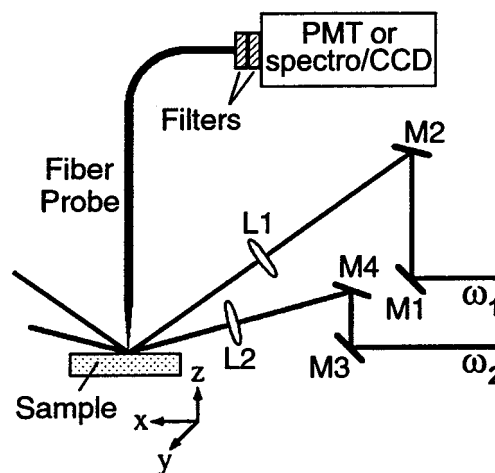 PMT or
spectro/CCD
Filters
M2
Fiber
Probe
L1
M4
M1
ω₁
L2
M3
ω₂
Sample
z
x
y